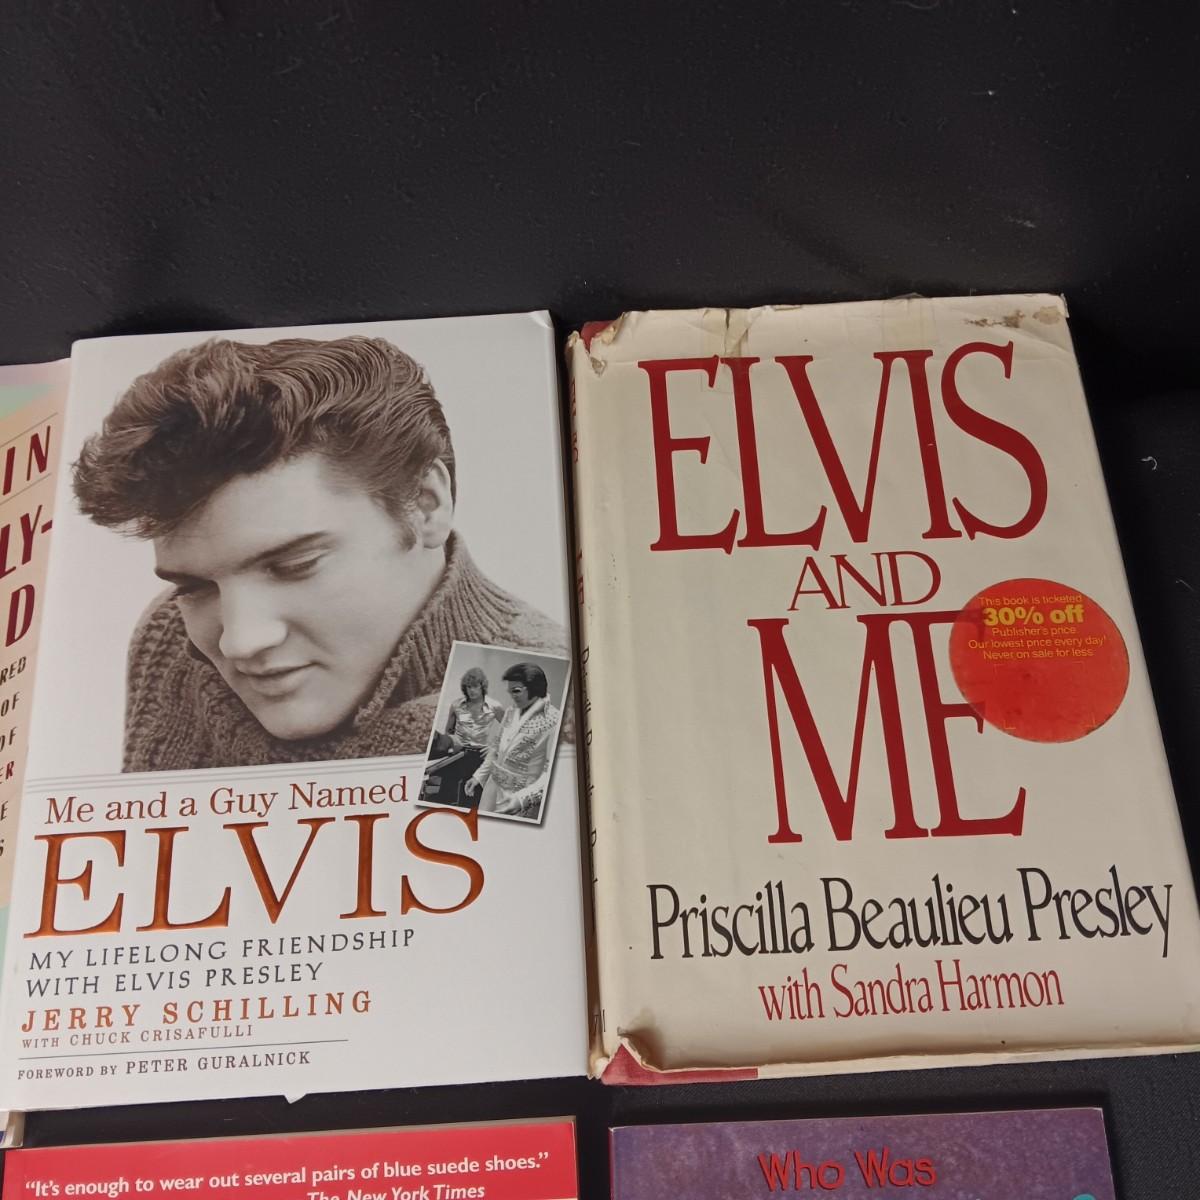 IN
LY-
D
RED
OF
OF
ER
E
S
Me and a Guy Named
ELVIS
MY LIFELONG FRIENDSHIP
WITH ELVIS PRESLEY
JERRY SCHILLING
WITH CHUCK CRISAFULLI
FOREWORD BY PETER GURALNICK
ELVIS
AND
ME
This book is ticketed
30% off
Publisher's price
Our lowest price every day!
Never on sale for less
Priscilla Beaulieu Presley
with Sandra Harmon
"It's enough to wear out several pairs of blue suede shoes."
The New York Times
Who Was